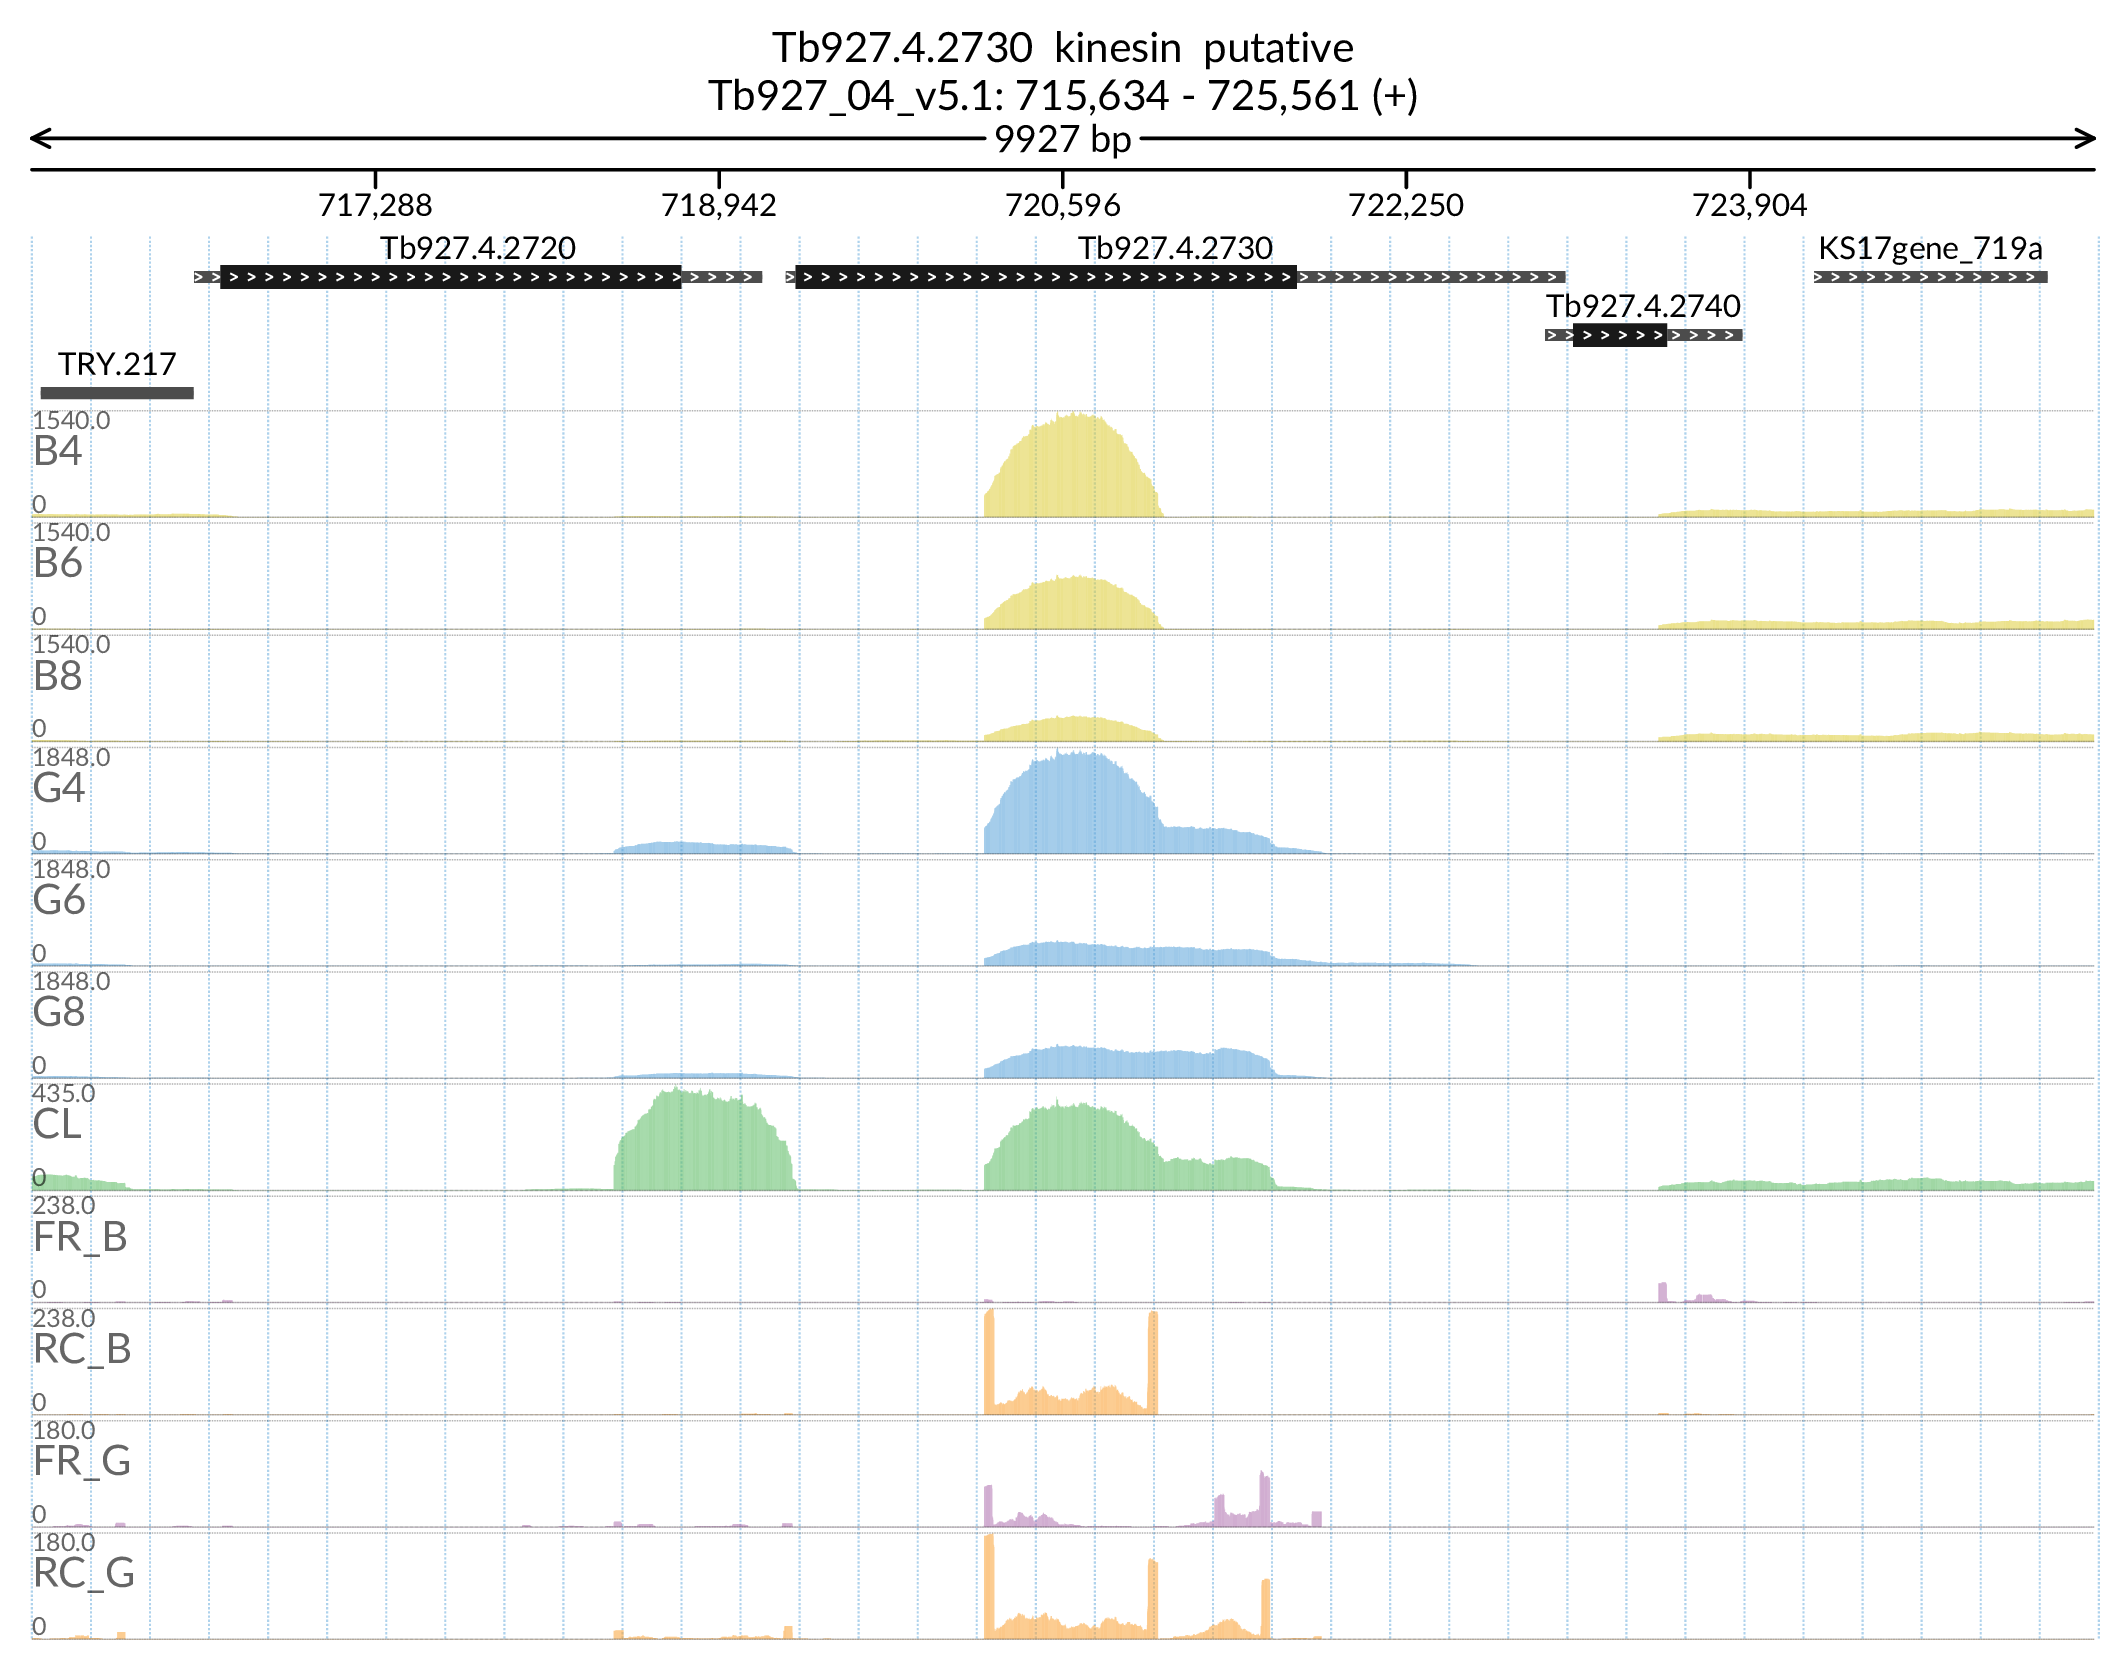 Tb927.4.2730 kinesin putative
Tb927_04_v5.1: 715,634 - 725,561 (+)
9927 bp
717,288 718,942 720,596 722,250 723,904
Tb927.4.2720 Tb927.4.2730 KS17gene_719a
Tb927.4.2740
TRY.217
1540.0
B4
0
1540.0
B6
0
1540.0
B8
0
1848.0
G4
0
1848.0
G6
0
1848.0
G8
0
435.0
CL
0
238.0
FR_B
0
238.0
RC_B
0
180.0
FR_G
0
180.0
RC_G
0